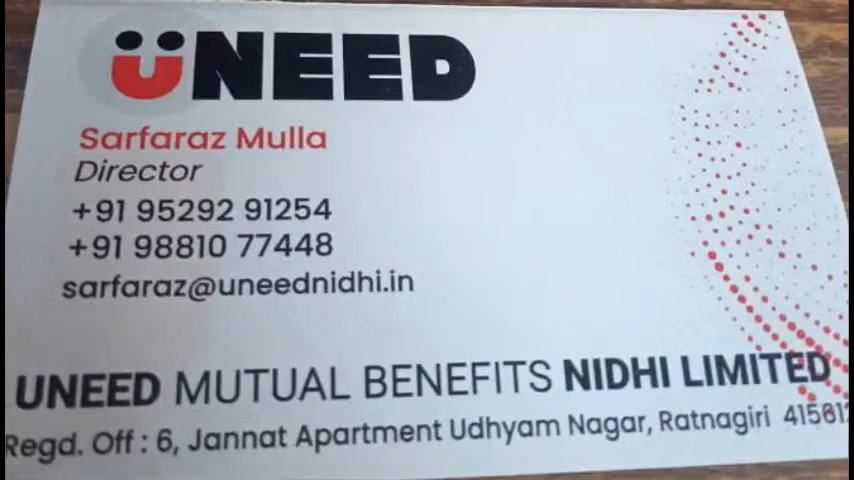 UNEED
Sarfaraz Mulla
Director
+91 95292 91254
+91 98810 77448
sarfaraz@uneednidhi.in
UNEED MUTUAL BENEFITS NIDHI LIMITED
Regd. Off : 6, Jannat Apartment Udhyam Nagar, Ratnagiri